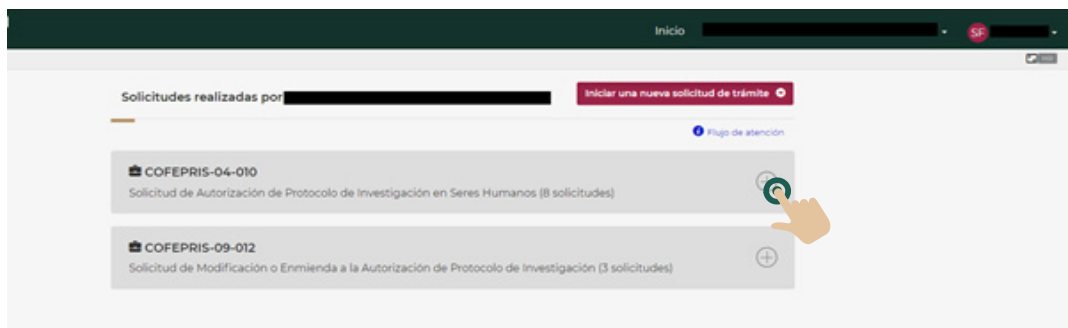 Inicio
SF
Solicitudes realizadas por
Iniciar una nueva solicitud de trámite
Flujo de atención
COFEPRIS-04-010
Solicitud de Autorización de Protocolo de Investigación en Seres Humanos (8 solicitudes)
COFEPRIS-09-012
Solicitud de Modificación o Enmienda a la Autorización de Protocolo de Investigación (3 solicitudes)